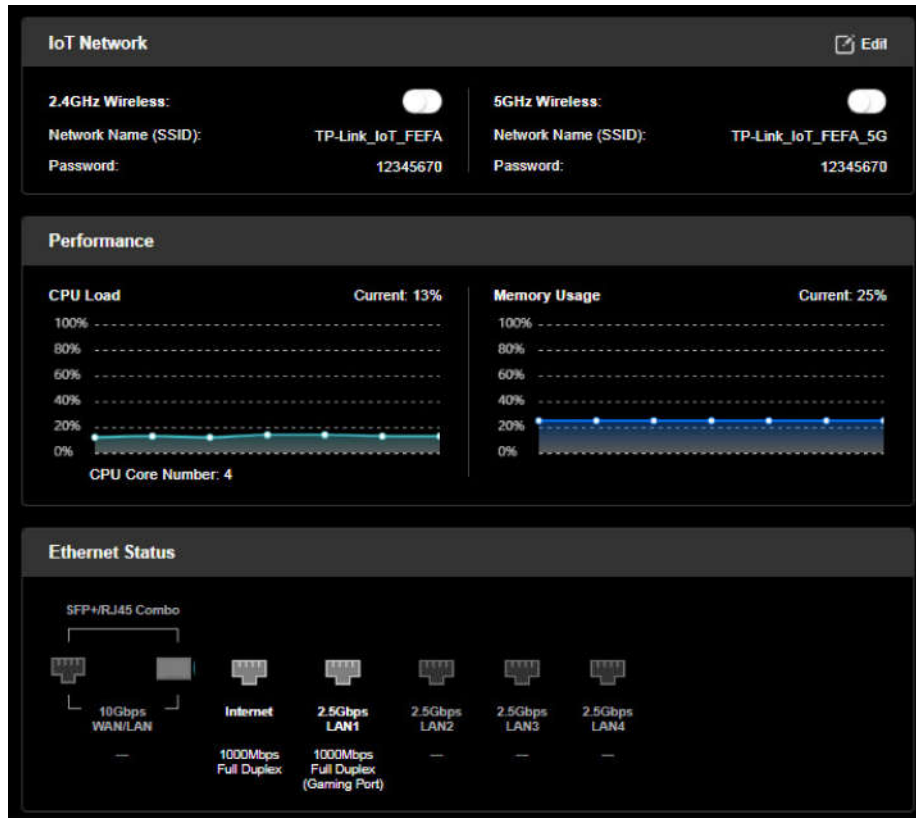 IoT Network
Edit
2.4GHz Wireless:
Network Name (SSID): TP-Link_IoT_FEFA
Password: 12345670
5GHz Wireless:
Network Name (SSID): TP-Link_IoT_FEFA_5G
Password: 12345670
Performance
CPU Load Current: 13%
100%
80%
60%
40%
20%
0%
CPU Core Number: 4
Memory Usage Current: 25%
100%
80%
60%
40%
20%
0%
Ethernet Status
SFP+/RJ45 Combo
10Gbps
WAN/LAN
---
Internet
1000Mbps
Full Duplex
2.5Gbps
LAN1
1000Mbps
Full Duplex
(Gaming Port)
2.5Gbps
LAN2
---
2.5Gbps
LAN3
---
2.5Gbps
LAN4
---